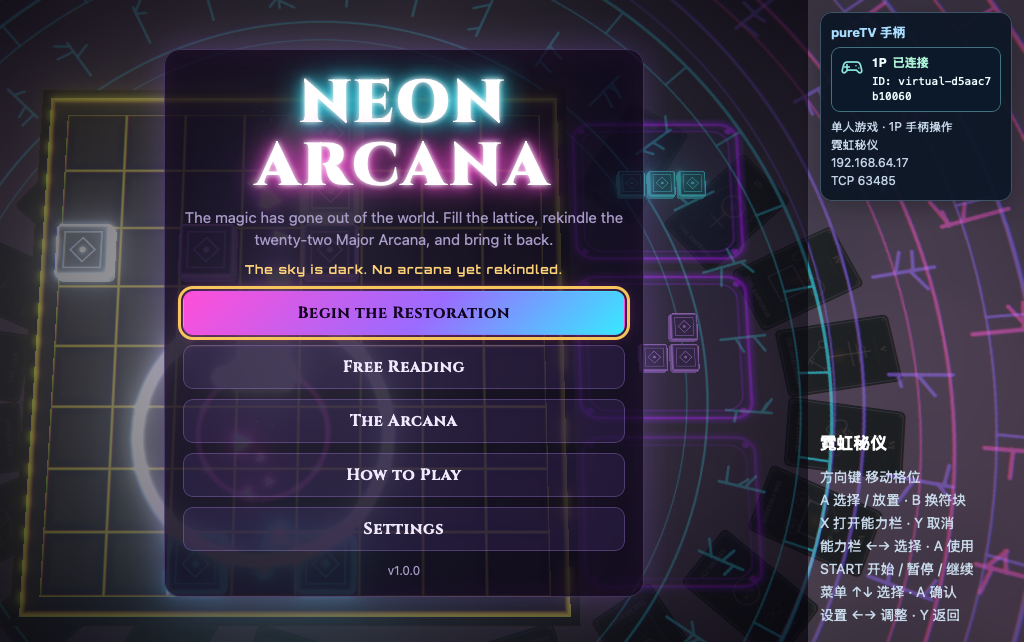 NEON
ARCANA
The magic has gone out of the world. Fill the lattice, rekindle the
twenty-two Major Arcana, and bring it back.
The sky is dark. No arcana yet rekindled.
Begin the Restoration
Free Reading
The Arcana
How to Play
Settings
v1.0.0
pureTV 手柄
1P 已连接
ID: virtual-d5aac7
b10060
单人游戏 · 1P 手柄操作
霓虹秘仪
192.168.64.17
TCP 63485
霓虹秘仪
方向键 移动格位
A 选择 / 放置 · B 换符块
X 打开能力栏 · Y 取消
能力栏 ←→ 选择 · A 使用
START 开始 / 暂停 / 继续
菜单 ↑↓ 选择 · A 确认
设置 ←→ 调整 · Y 返回